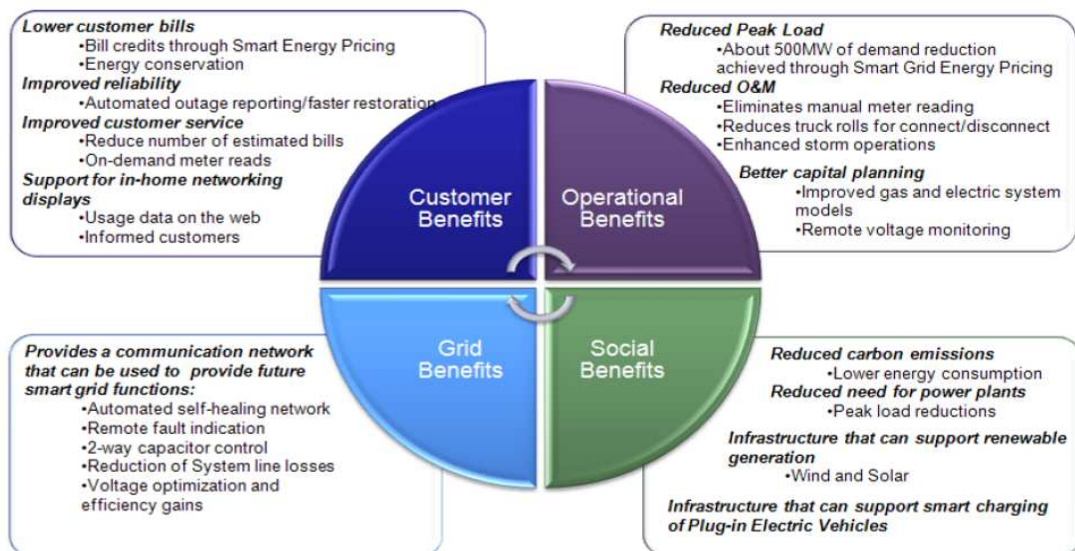 Lower customer bills
•Bill credits through Smart Energy Pricing
•Energy conservation
Improved reliability
•Automated outage reporting/faster restoration
Improved customer service
•Reduce number of estimated bills
•On-demand meter reads
Support for in-home networking
displays
•Usage data on the web
•Informed customers
Reduced Peak Load
•About 500MW of demand reduction
achieved through Smart Grid Energy Pricing
Reduced O&M
•Eliminates manual meter reading
•Reduces truck rolls for connect/disconnect
•Enhanced storm operations
Better capital planning
•Improved gas and electric system
models
•Remote voltage monitoring
Customer
Benefits
Operational
Benefits
Grid
Benefits
Social
Benefits
Provides a communication network
that can be used to provide future
smart grid functions:
•Automated self-healing network
•Remote fault indication
•2-way capacitor control
•Reduction of System line losses
•Voltage optimization and
efficiency gains
Reduced carbon emissions
•Lower energy consumption
Reduced need for power plants
•Peak load reductions
Infrastructure that can support renewable
generation
•Wind and Solar
Infrastructure that can support smart charging
of Plug-in Electric Vehicles